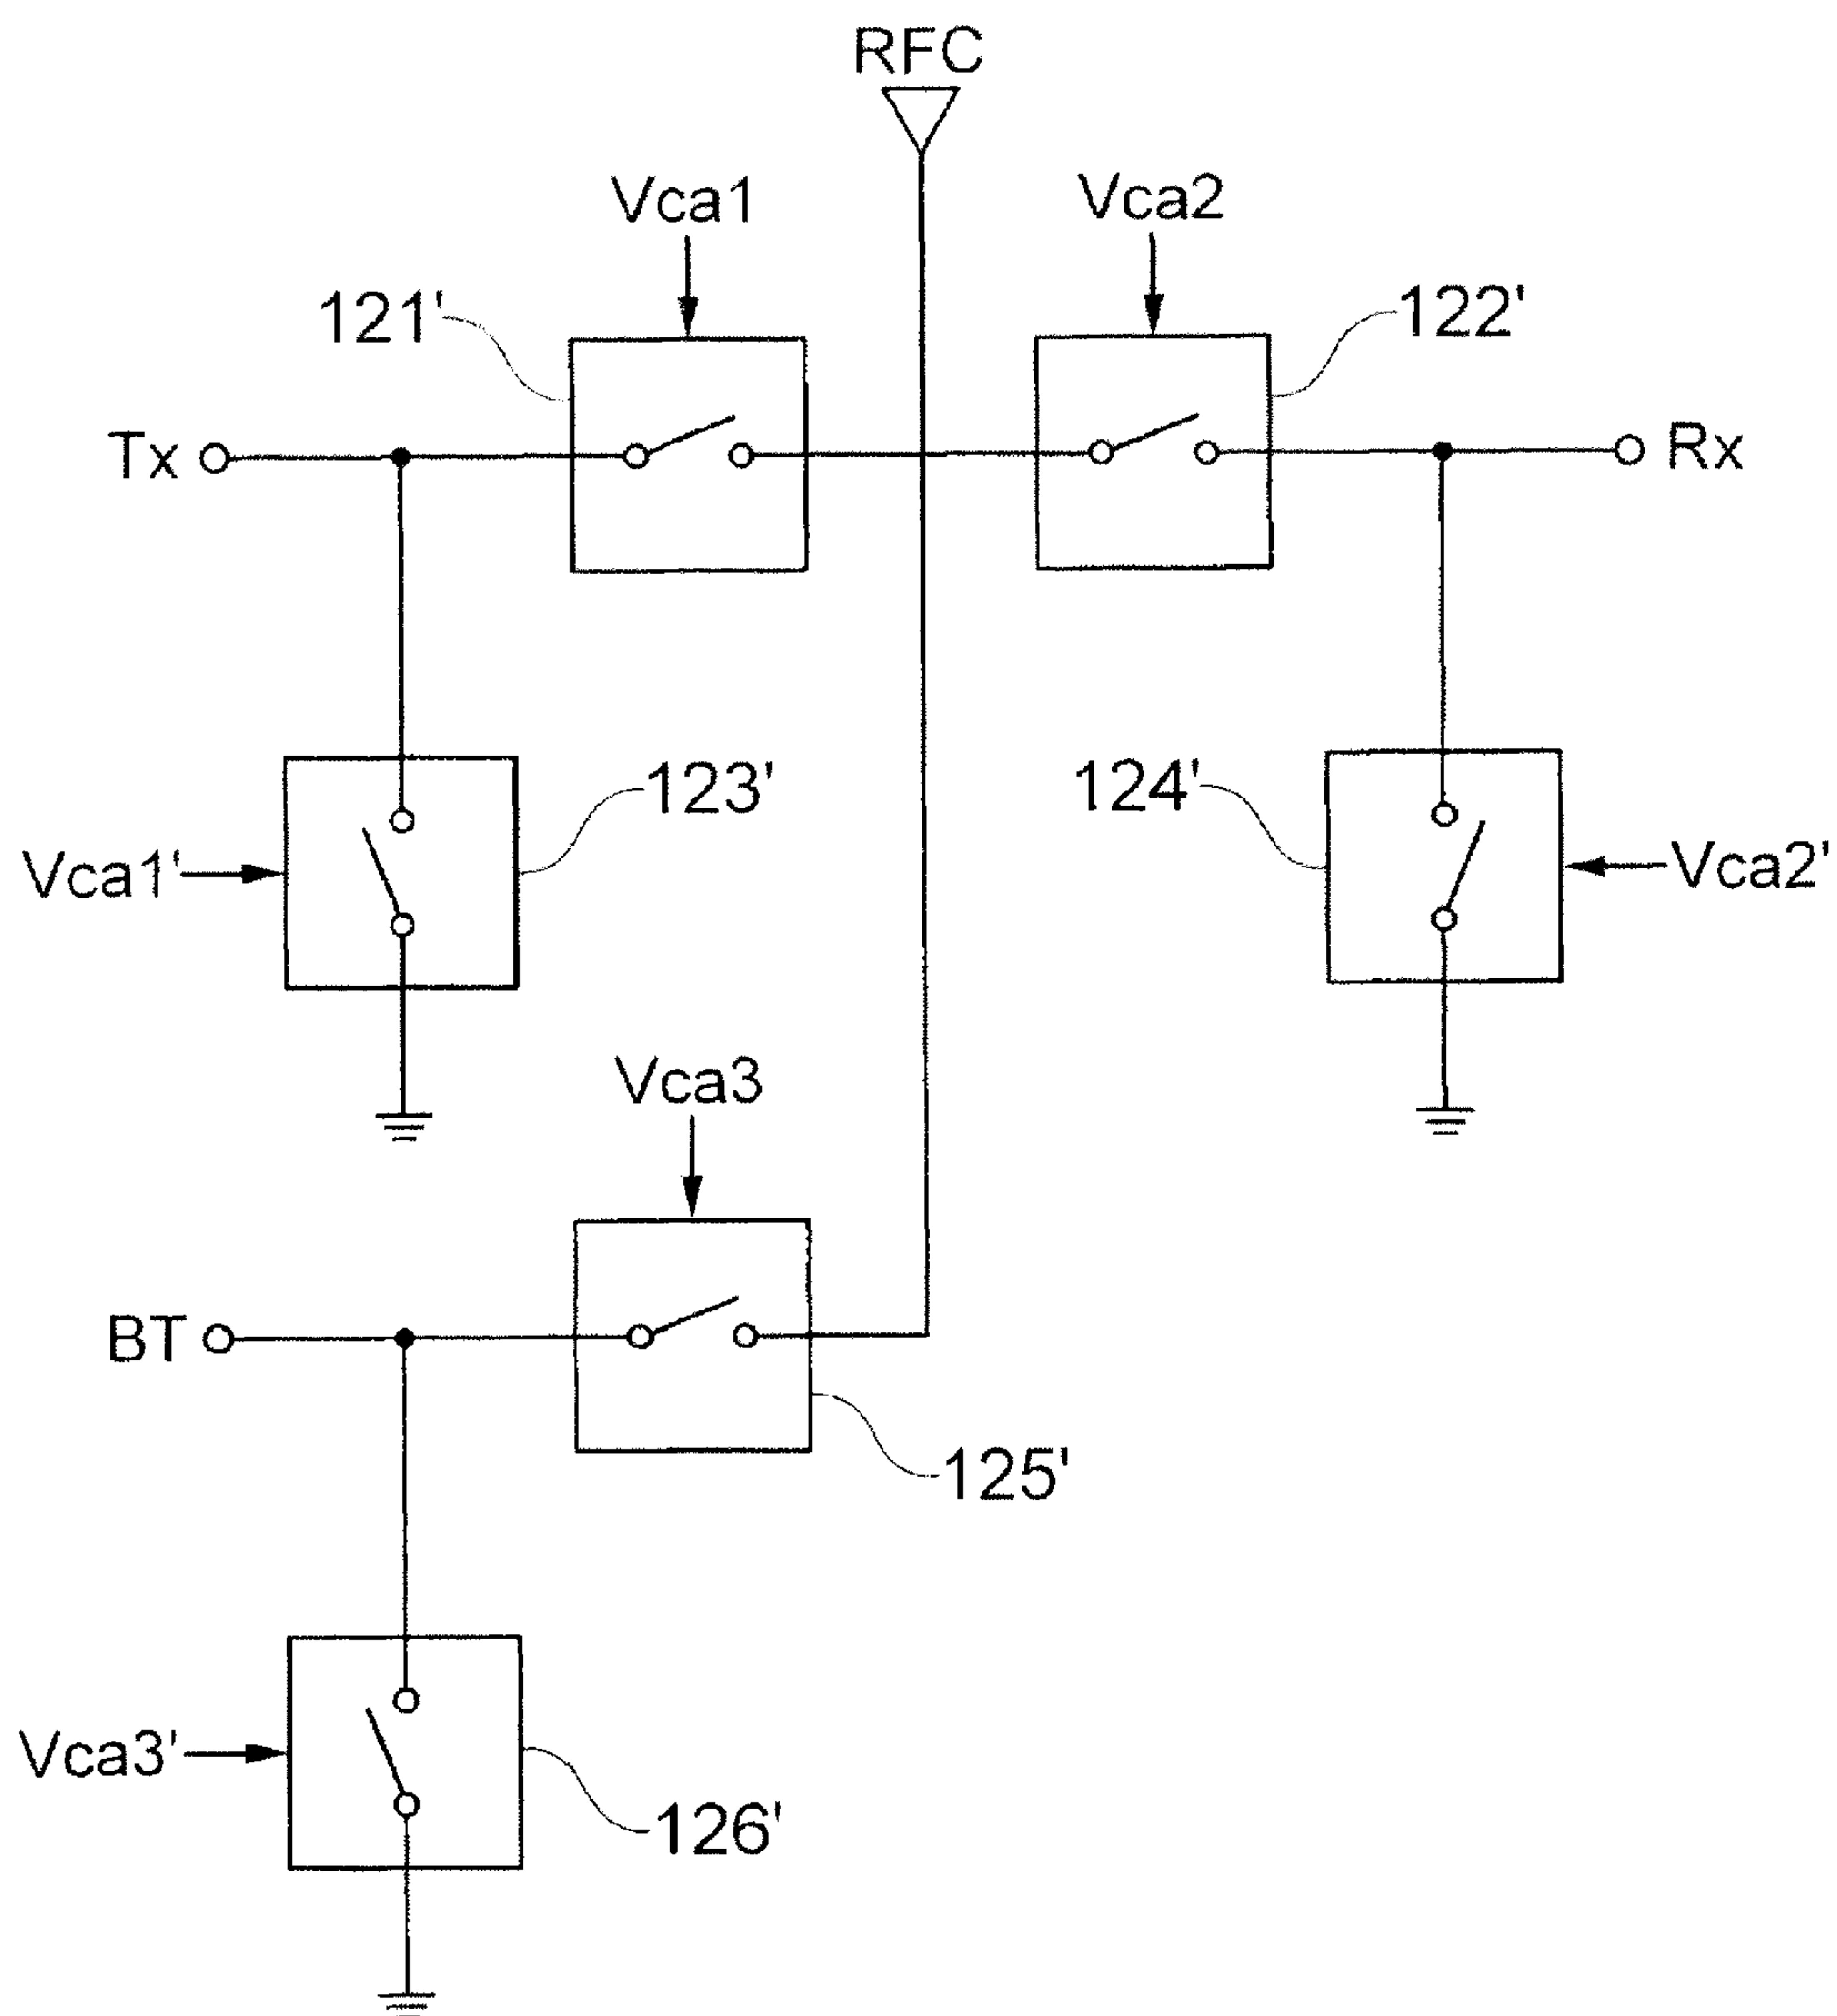 RFC
Vca1
Vca2
121'
122'
Tx
Rx
123'
124'
Vca1'
Vca2'
Vca3
BT
125'
Vca3'
126'